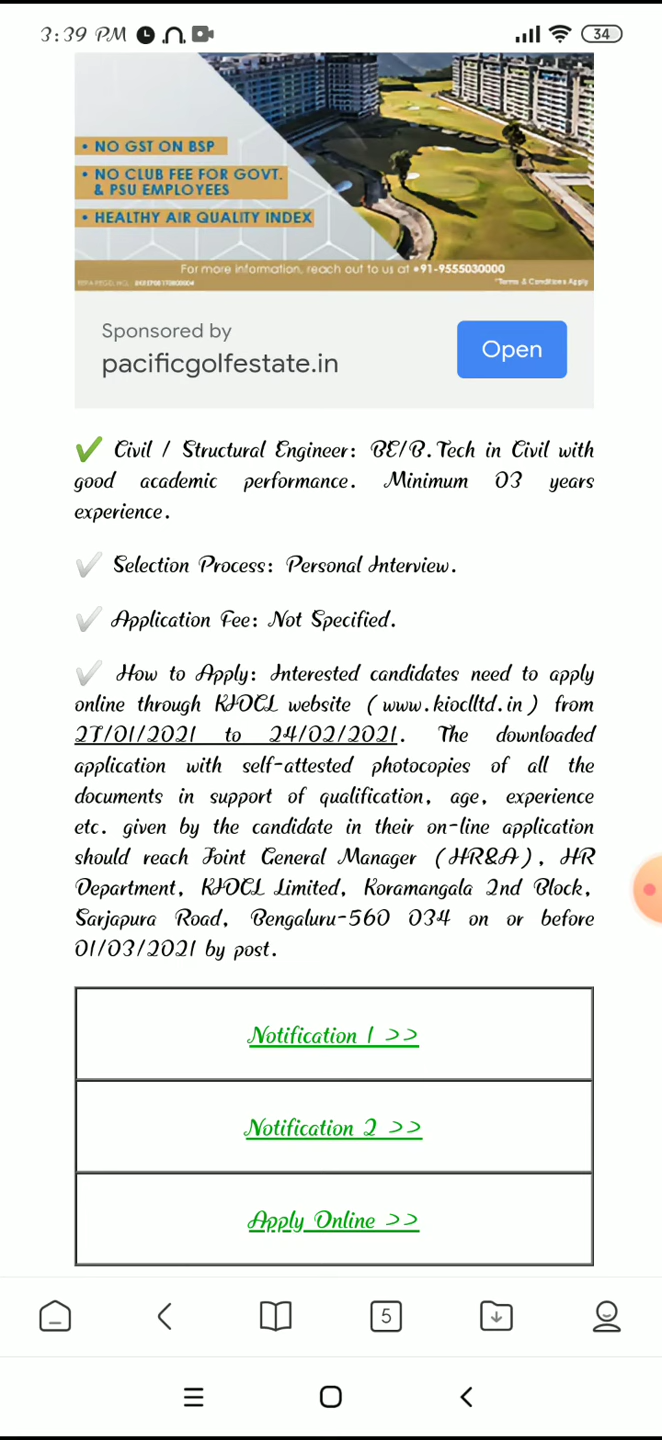 3:39 PM
34
• NO GST ON BSP
• NO CLUB FEE FOR GOVT.
& PSU EMPLOYEES
• HEALTHY AIR QUALITY INDEX
For more information, reach out to us at +91-9555030000
*Terms & Conditions Apply
Sponsored by
pacificgolfestate.in
Open
✔ Civil / Structural Engineer: BE/B.Tech in Civil with
good academic performance. Minimum 03 years
experience.
✔ Selection Process: Personal Interview.
✔ Application Fee: Not Specified.
✔ How to Apply: Interested candidates need to apply
online through KIOCL website (www.kioclltd.in) from
27/01/2021 to 24/02/2021. The downloaded
application with self-attested photocopies of all the
documents in support of qualification, age, experience
etc. given by the candidate in their on-line application
should reach Joint General Manager (HR&A), HR
Department, KIOCL Limited, Koramangala 2nd Block,
Sarjapura Road, Bengaluru-560 034 on or before
01/03/2021 by post.
Notification 1 >>
Notification 2 >>
Apply Online >>
5